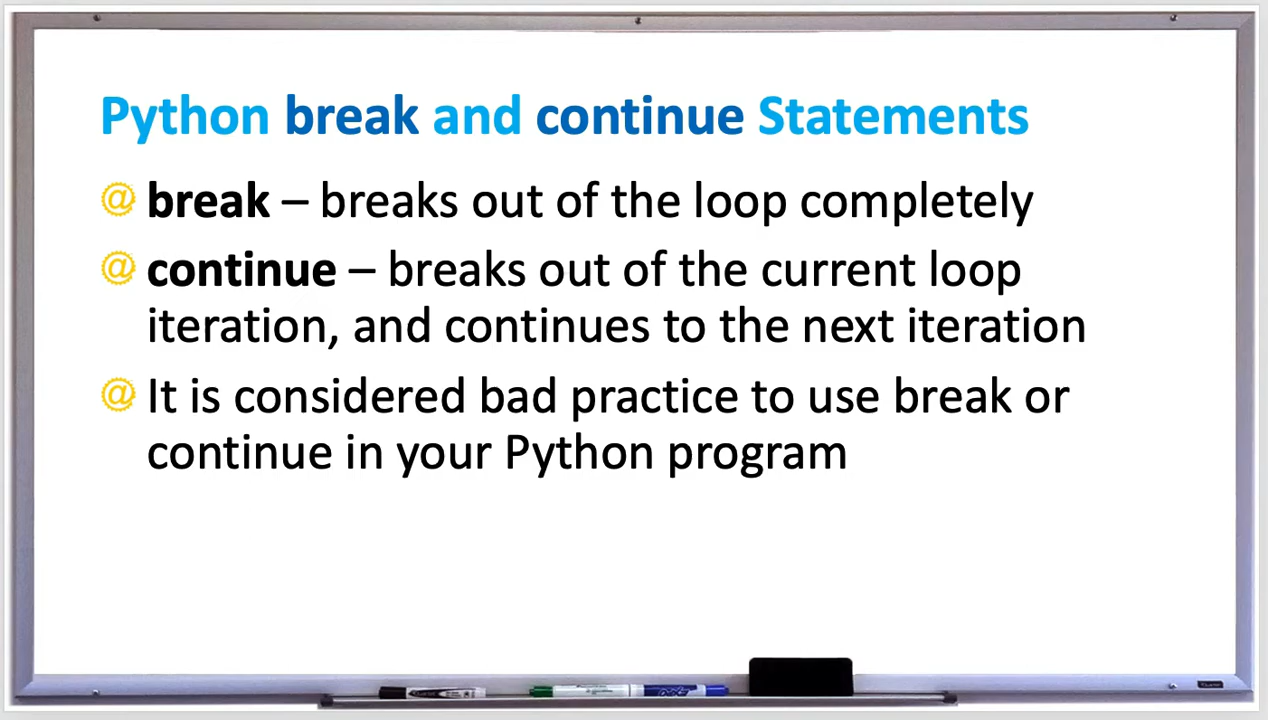 Python break and continue Statements
@ break – breaks out of the loop completely
@ continue – breaks out of the current loop
iteration, and continues to the next iteration
@ It is considered bad practice to use break or
continue in your Python program